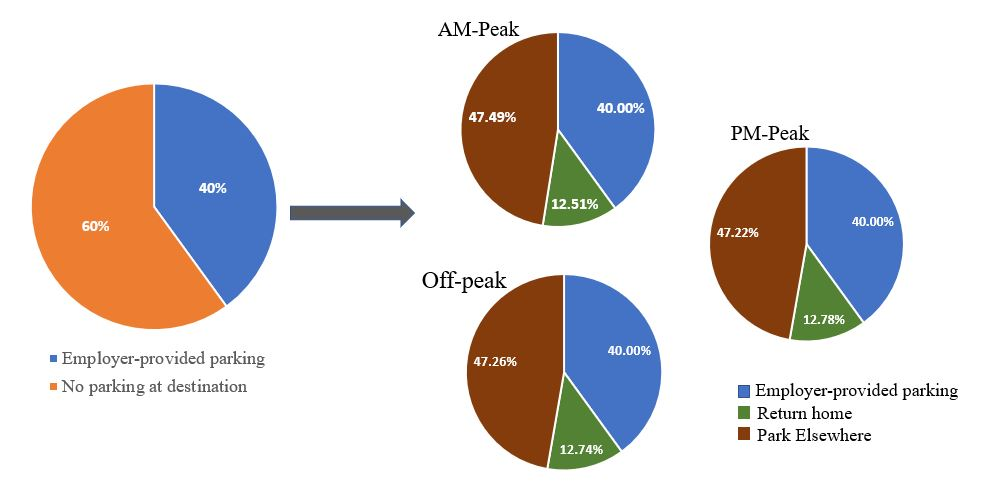 AM-Peak
47.49%
40.00%
12.51%
40%
60%
Employer-provided parking
No parking at destination
PM-Peak
47.22%
40.00%
12.78%
Off-peak
47.26%
40.00%
12.74%
Employer-provided parking
Return home
Park Elsewhere